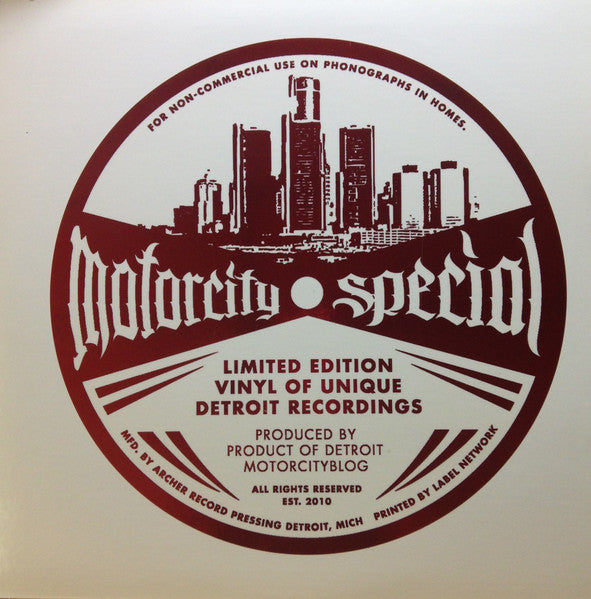 FOR NON-COMMERCIAL USE ON PHONOGRAPHS IN HOMES.
Motorcity special
LIMITED EDITION
VINYL OF UNIQUE
DETROIT RECORDINGS
PRODUCED BY
PRODUCT OF DETROIT
MOTORCITYBLOG
ALL RIGHTS RESERVED
EST. 2010
MFD. BY ARCHER RECORD PRESSING DETROIT, MICH PRINTED BY LABEL NETWORK